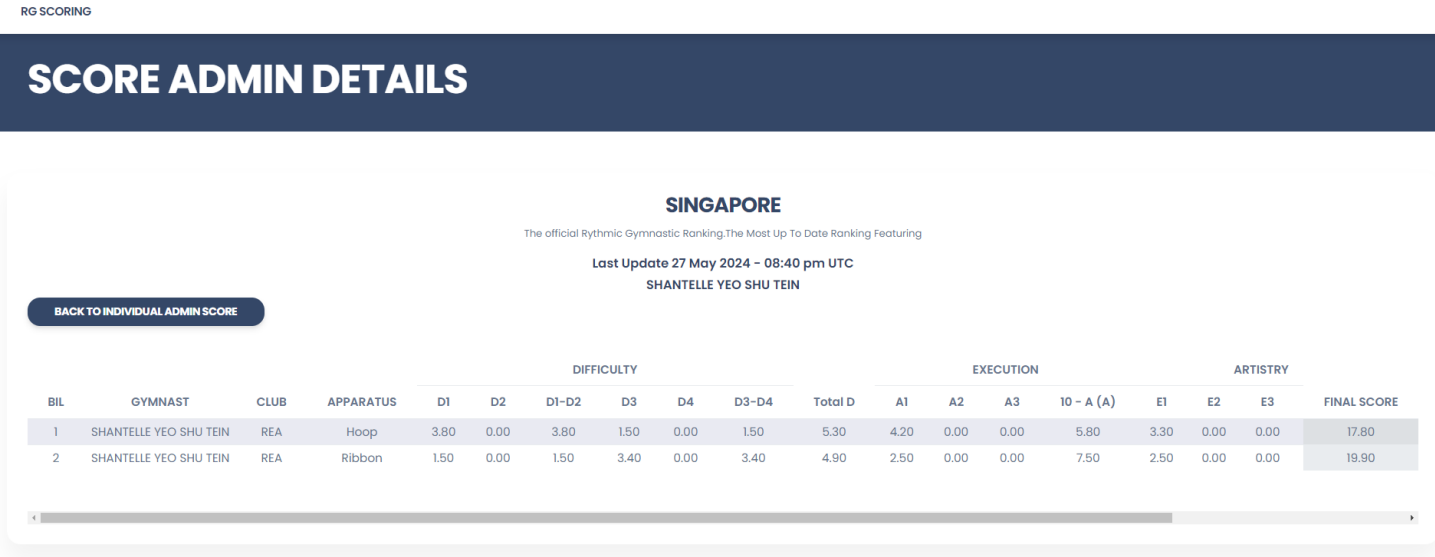 RG SCORING
SCORE ADMIN DETAILS
SINGAPORE
The official Rythmic Gymnastic Ranking.The Most Up To Date Ranking Featuring
Last Update 27 May 2024 - 08:40 pm UTC
SHANTELLE YEO SHU TEIN
BACK TO INDIVIDUAL ADMIN SCORE
DIFFICULTY EXECUTION ARTISTRY
BIL GYMNAST CLUB APPARATUS D1 D2 D1-D2 D3 D4 D3-D4 Total D A1 A2 A3 10 - A (A) E1 E2 E3 FINAL SCORE
1 SHANTELLE YEO SHU TEIN REA Hoop 3.80 0.00 3.80 1.50 0.00 1.50 5.30 4.20 0.00 0.00 5.80 3.30 0.00 0.00 17.80
2 SHANTELLE YEO SHU TEIN REA Ribbon 1.50 0.00 1.50 3.40 0.00 3.40 4.90 2.50 0.00 0.00 7.50 2.50 0.00 0.00 19.90